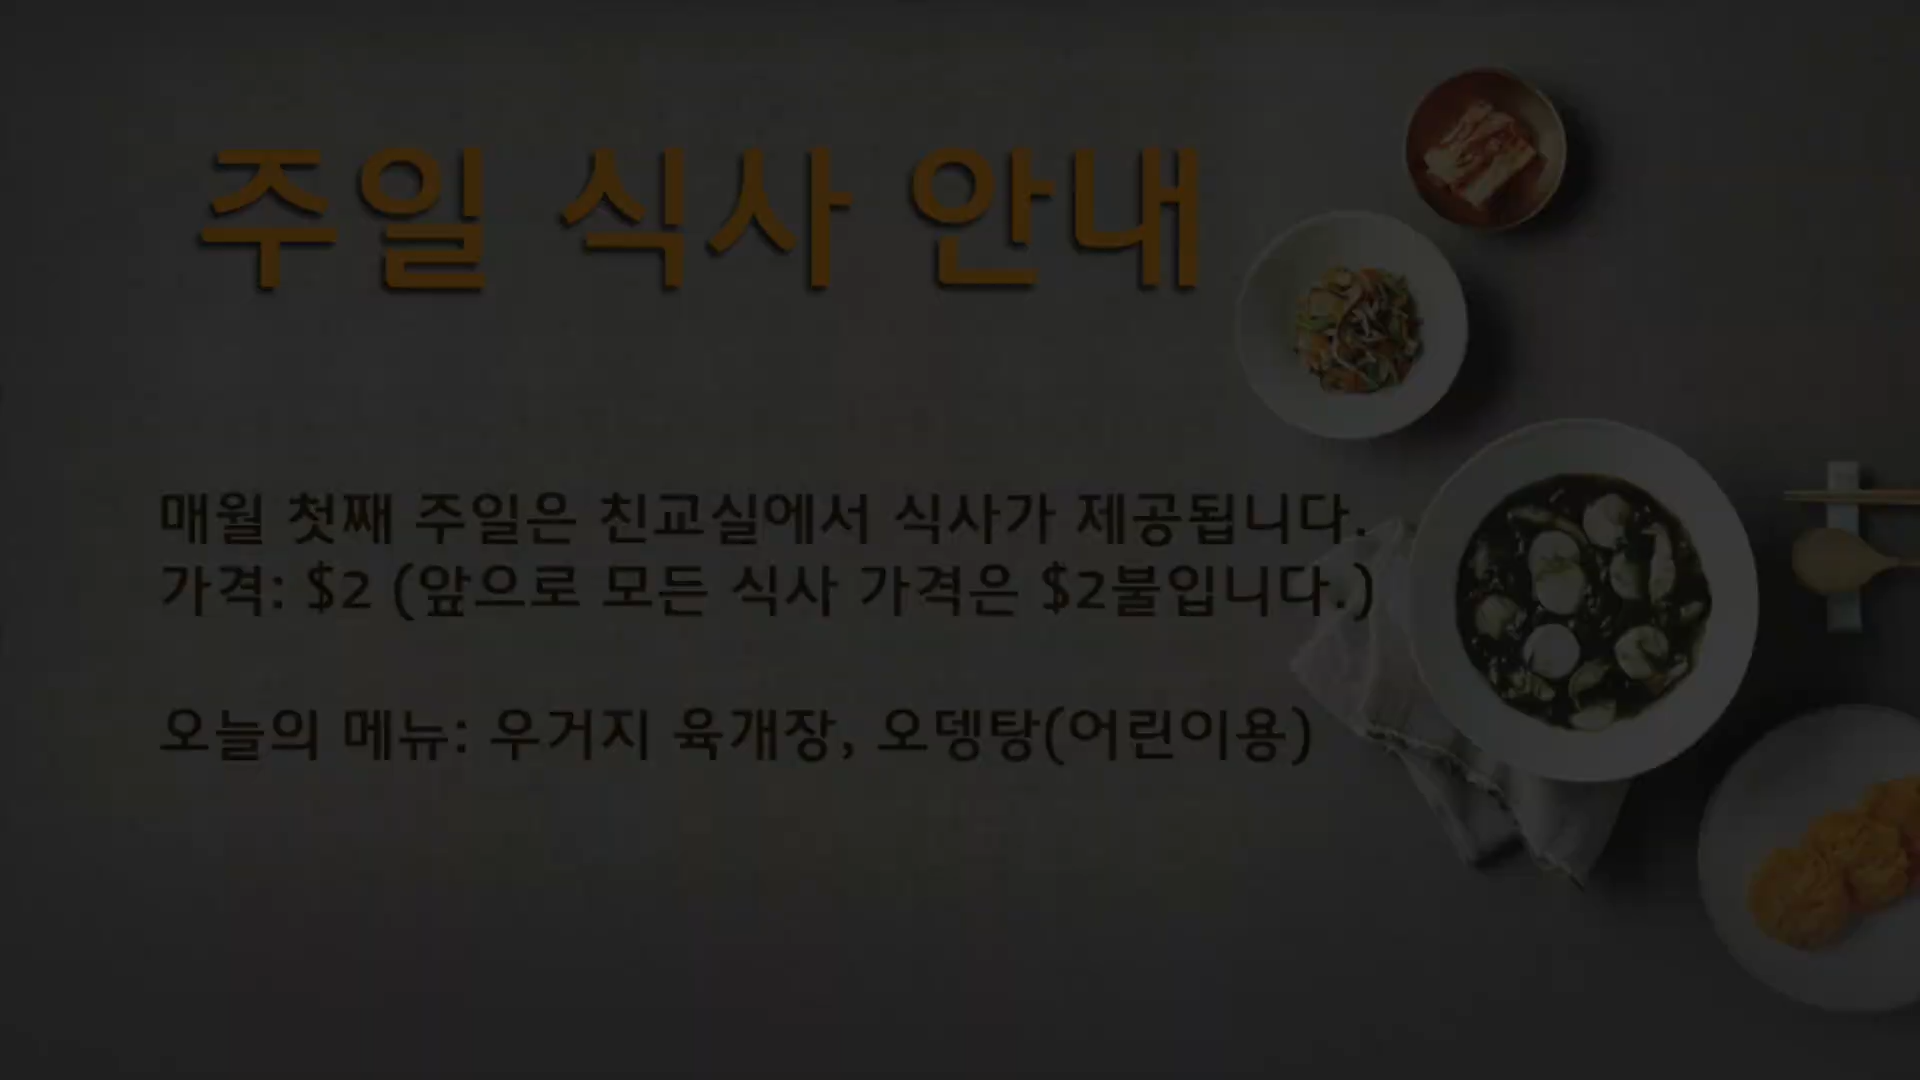 주일 식사 안내
매월 첫째 주일은 친교실에서 식사가 제공됩니다.
가격: $2 (앞으로 모든 식사 가격은 $2불입니다.)
오늘의 메뉴: 우거지 육개장, 오뎅탕(어린이용)